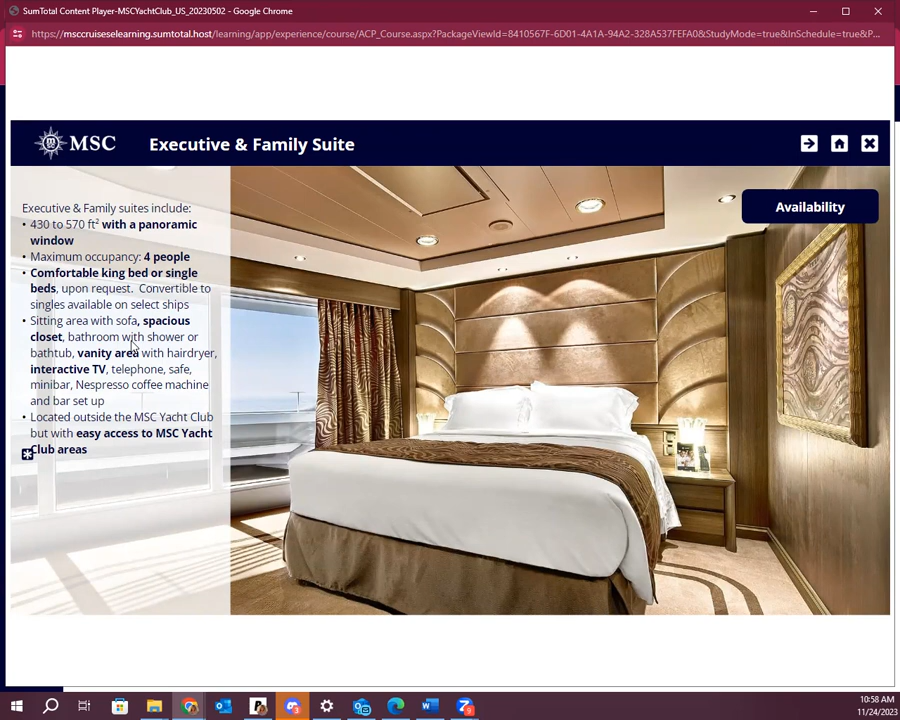 SumTotal Content Player-MSCYachtClub_US_20230502 - Google Chrome
https://msccruiseselearning.sumtotal.host/learning/app/experience/course/ACP_Course.aspx?PackageViewId=8410567F-6D01-4A1A-94A2-328A537FEFA0&StudyMode=true&InSchedule=true&P...
MSC
Executive & Family Suite
Availability
Executive & Family suites include:
• 430 to 570 ft² with a panoramic
window
• Maximum occupancy: 4 people
• Comfortable king bed or single
beds, upon request. Convertible to
singles available on select ships
• Sitting area with sofa, spacious
closet, bathroom with shower or
bathtub, vanity area with hairdryer,
interactive TV, telephone, safe,
minibar, Nespresso coffee machine
and bar set up
• Located outside the MSC Yacht Club
but with easy access to MSC Yacht
Club areas
10:58 AM
11/24/2023